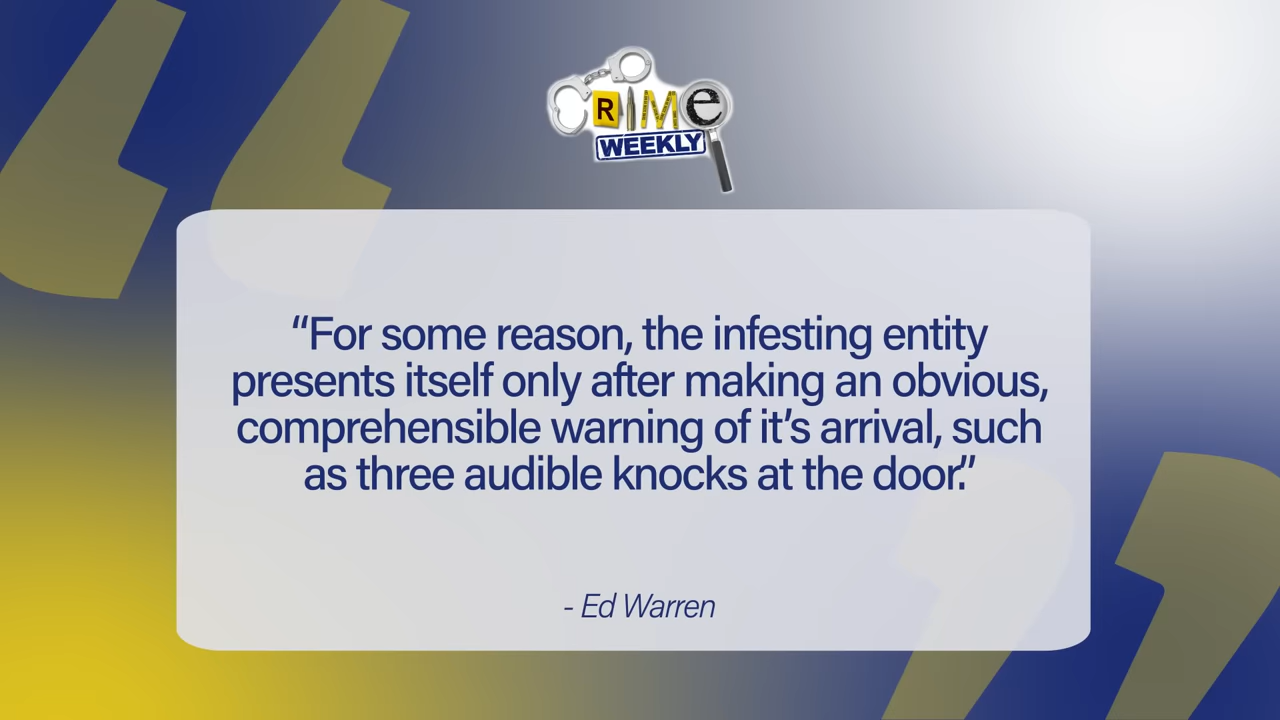 CRIMe
WEEKLY
“For some reason, the infesting entity
presents itself only after making an obvious,
comprehensible warning of it’s arrival, such
as three audible knocks at the door.”
- Ed Warren